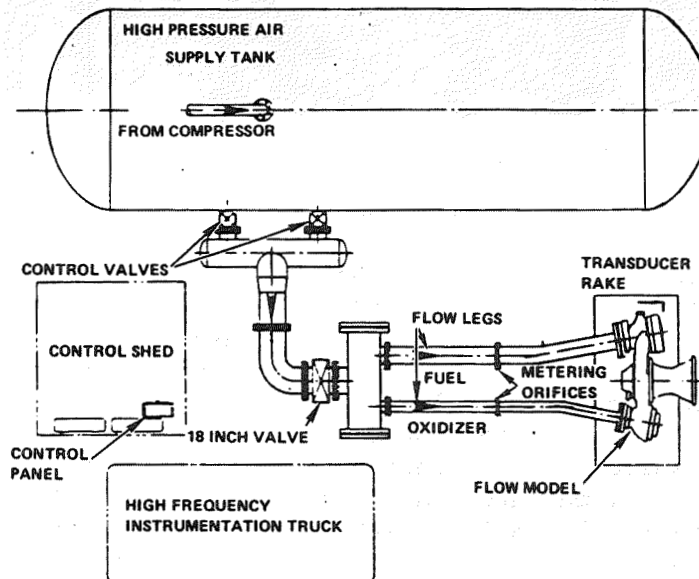 HIGH PRESSURE AIR
SUPPLY TANK
FROM COMPRESSOR
CONTROL VALVES
TRANSDUCER
RAKE
CONTROL SHED
FLOW LEGS
FUEL
METERING
ORIFICES
OXIDIZER
18 INCH VALVE
CONTROL
PANEL
FLOW MODEL
HIGH FREQUENCY
INSTRUMENTATION TRUCK